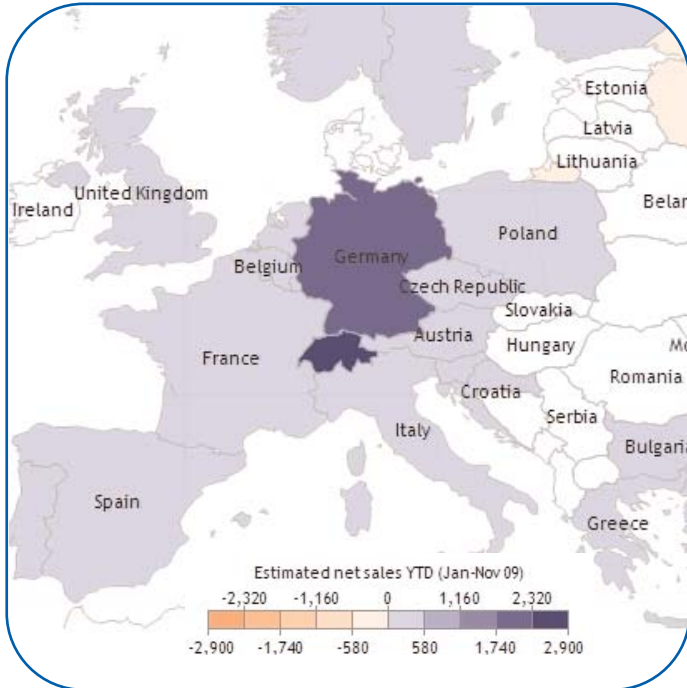 Estonia
Latvia
Lithuania
United Kingdom
Ireland
Belar
Poland
Belgium
Germany
Czech Republic
Slovakia
Austria
Hungary
Mo
France
Romania
Croatia
Serbia
Italy
Bulgaria
Spain
Greece
Estimated net sales YTD (Jan-Nov 09)
-2,320 -1,160 0 1,160 2,320
-2,900 -1,740 -580 580 1,740 2,900